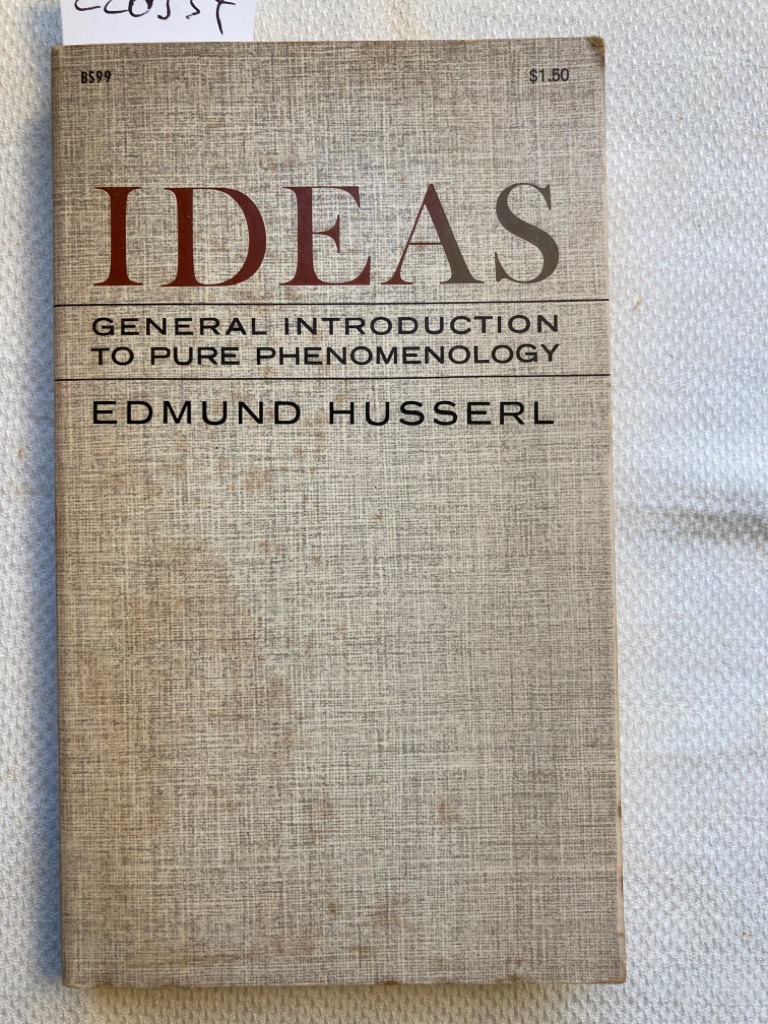 BS99 $1.50
IDEAS
GENERAL INTRODUCTION
TO PURE PHENOMENOLOGY
EDMUND HUSSERL